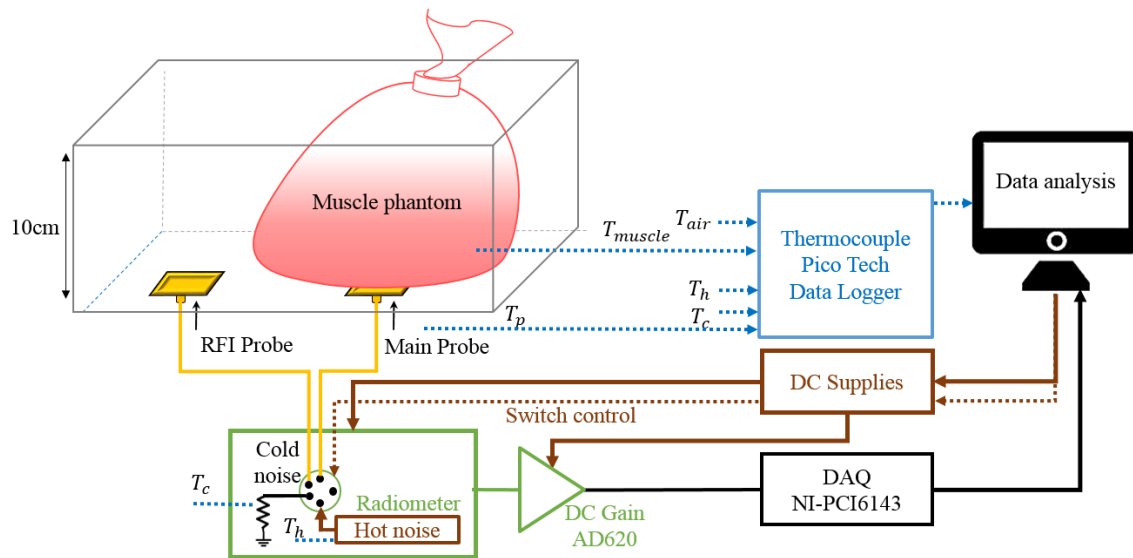 Muscle phantom
10cm
RFI Probe
Main Probe
T_muscle
T_air
T_h
T_c
T_p
Thermocouple
Pico Tech
Data Logger
Data analysis
DC Supplies
Switch control
Cold
noise
T_c
T_h
Radiometer
Hot noise
DC Gain
AD620
DAQ
NI-PCI6143